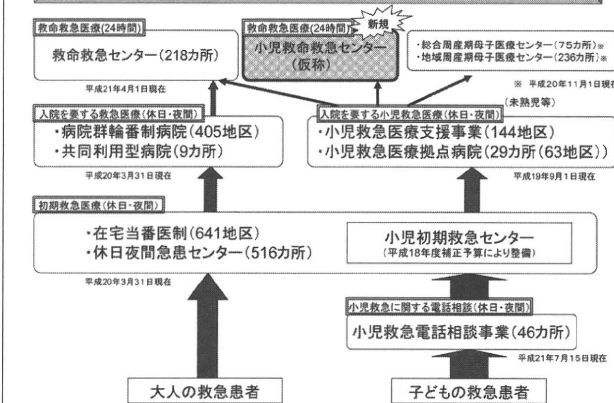 救命救急医療(24時間)
救命救急センター(218カ所)
平成21年4月1日現在
救命救急医療(24時間)
新規
小児救命救急センター
(仮称)
・総合周産期母子医療センター(75カ所)※
・地域周産期母子医療センター(236カ所)※
※ 平成20年11月1日現在
(未熟児等)
入院を要する救急医療(休日・夜間)
・病院群輪番制病院(405地区)
・共同利用型病院(9カ所)
平成20年3月31日現在
入院を要する小児救急医療(休日・夜間)
・小児救急医療支援事業(144地区)
・小児救急医療拠点病院(29カ所(63地区))
平成19年9月1日現在
初期救急医療(休日・夜間)
・在宅当番医制(641地区)
・休日夜間急患センター(516カ所)
平成20年3月31日現在
小児初期救急センター
(平成18年度補正予算により整備)
小児救急に関する電話相談(休日・夜間)
小児救急電話相談事業(46カ所)
平成21年7月15日現在
大人の救急患者
子どもの救急患者